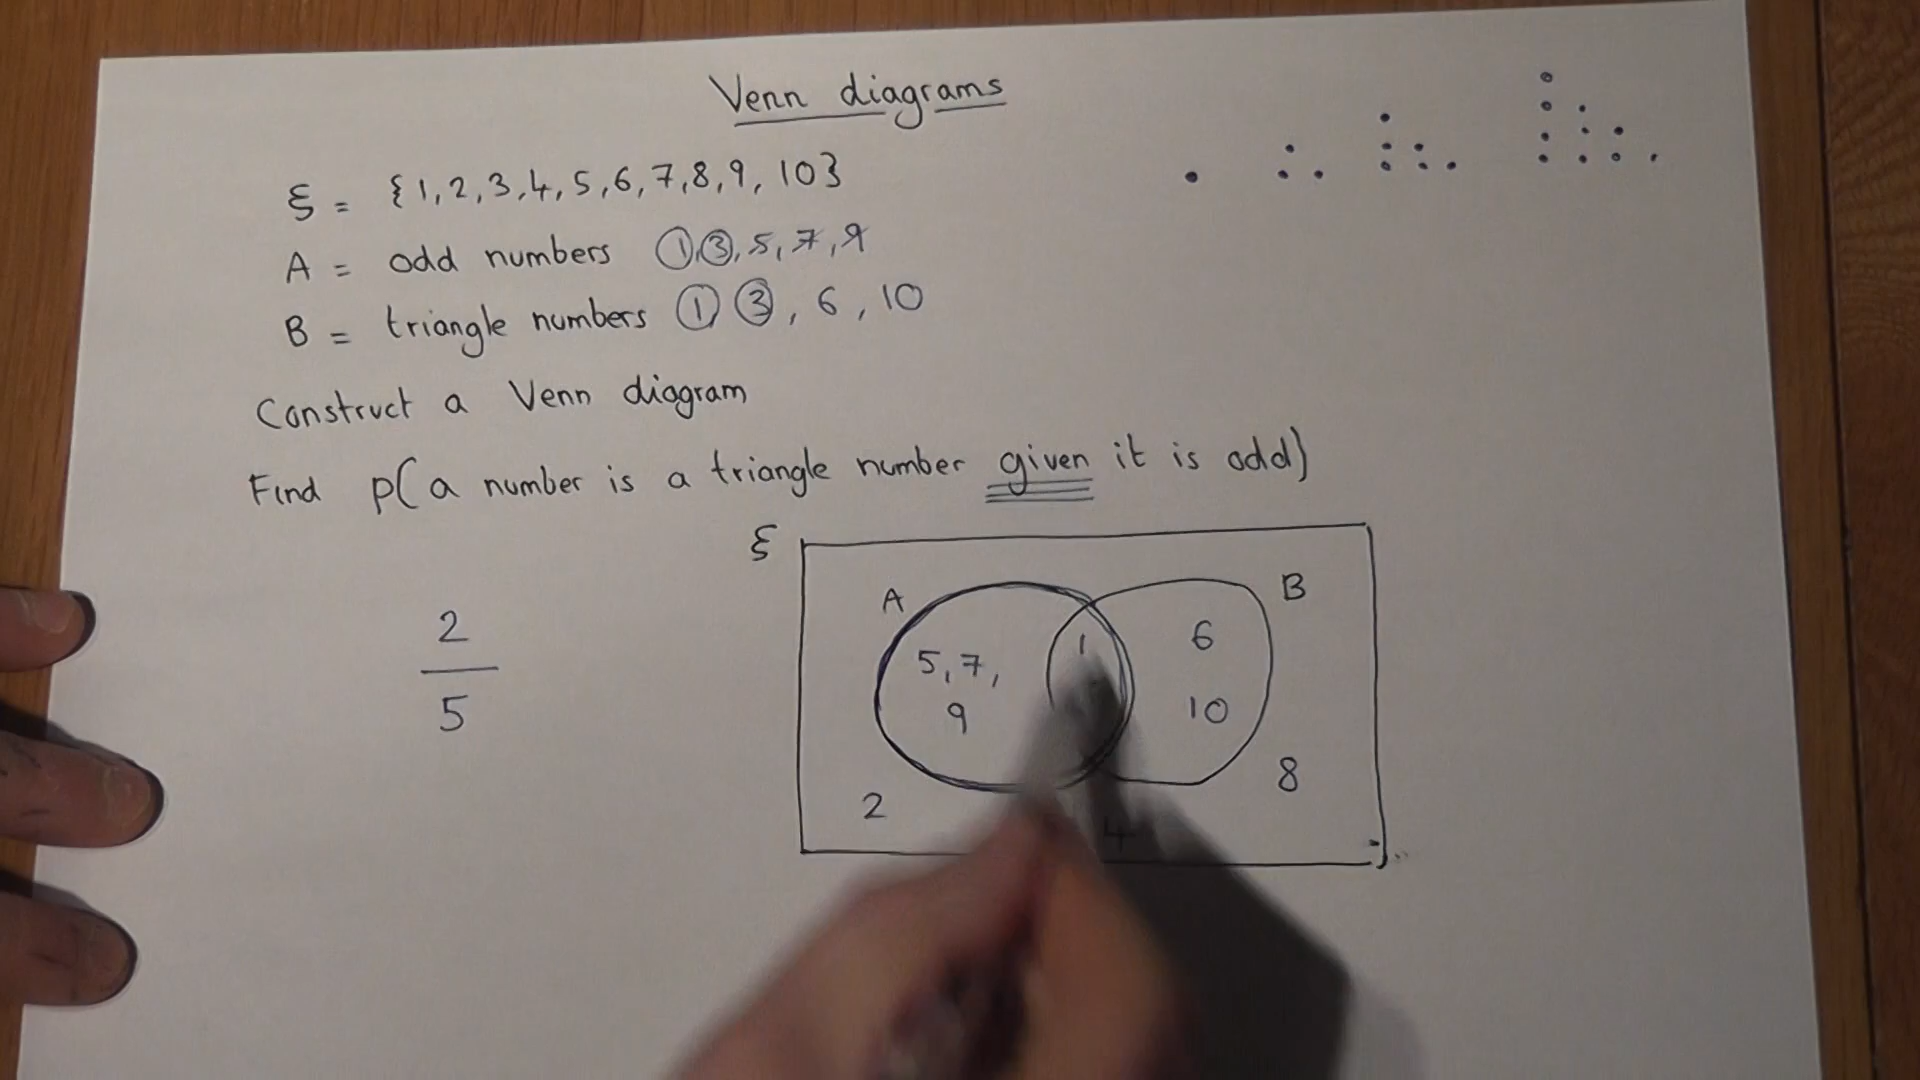 Venn diagrams
ξ = {1,2,3,4,5,6,7,8,9,10}
A = odd numbers 1,3,5,7,9
B = triangle numbers 1 3, 6, 10
Construct a Venn diagram
Find p(a number is a triangle number given it is odd)
ξ
A
B
5,7,
9
1
6
10
2
4
8
2
5